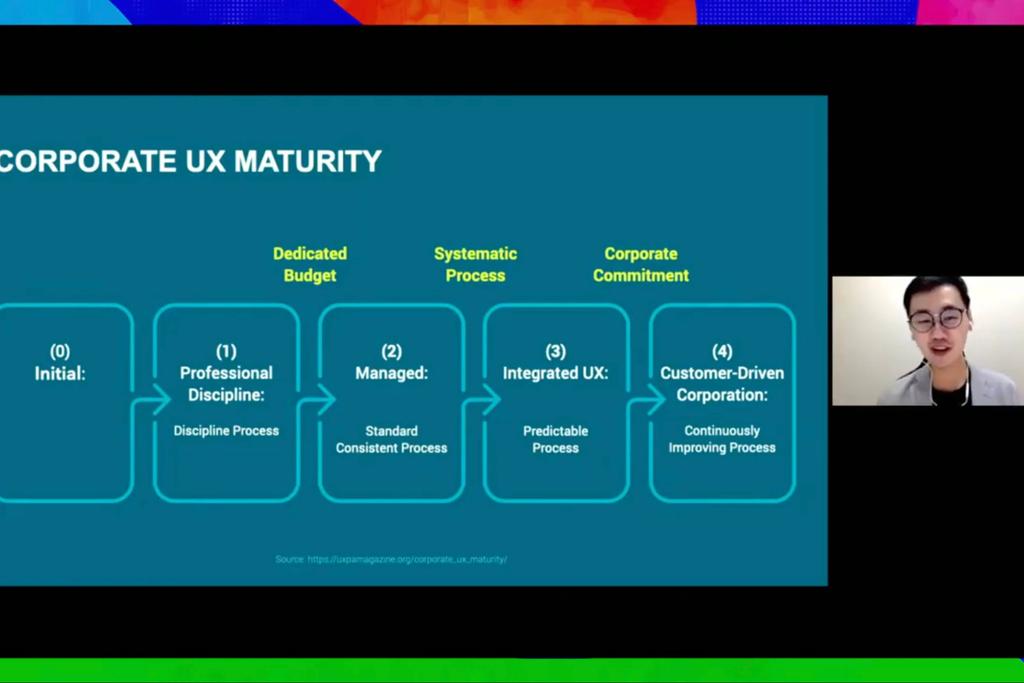 CORPORATE UX MATURITY
Dedicated
Budget
Systematic
Process
Corporate
Commitment
(0)
Initial:
(1)
Professional
Discipline:
Discipline Process
(2)
Managed:
Standard
Consistent Process
(3)
Integrated UX:
Predictable
Process
(4)
Customer-Driven
Corporation:
Continuously
Improving Process
Source: https://uxpamagazine.org/corporate_ux_maturity/